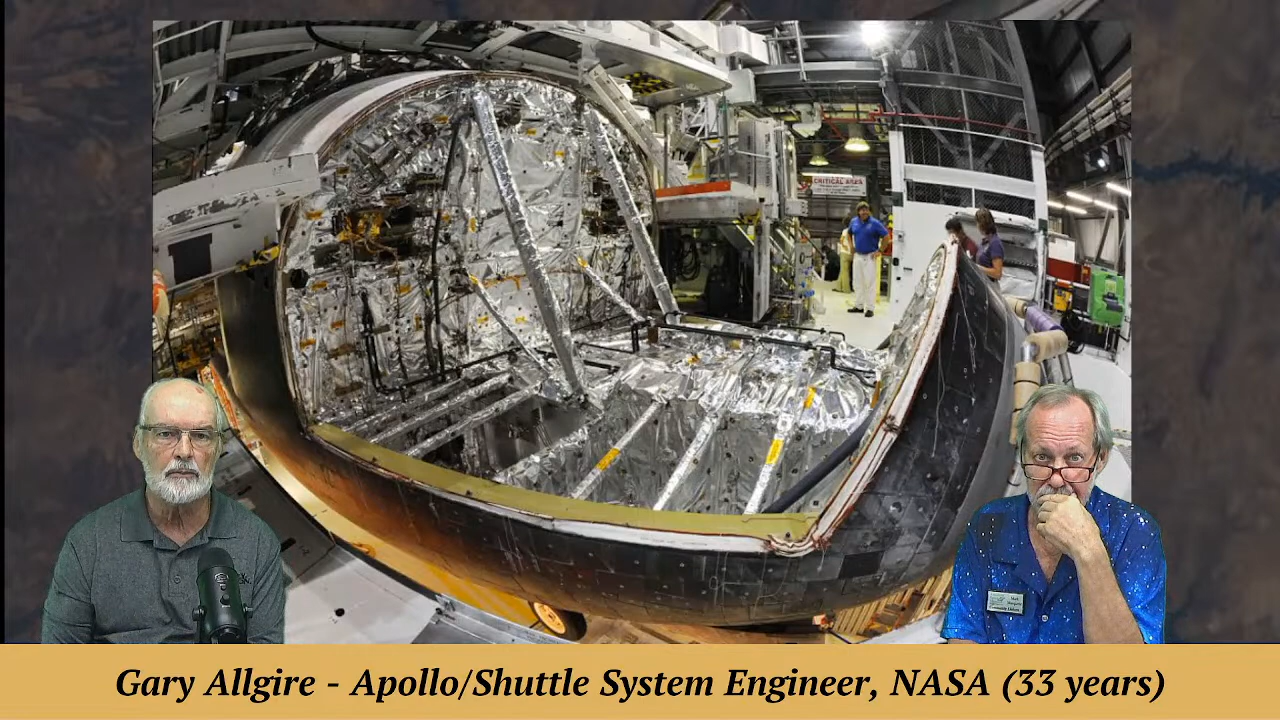 CRITICAL AREA
Gary Allgire - Apollo/Shuttle System Engineer, NASA (33 years)